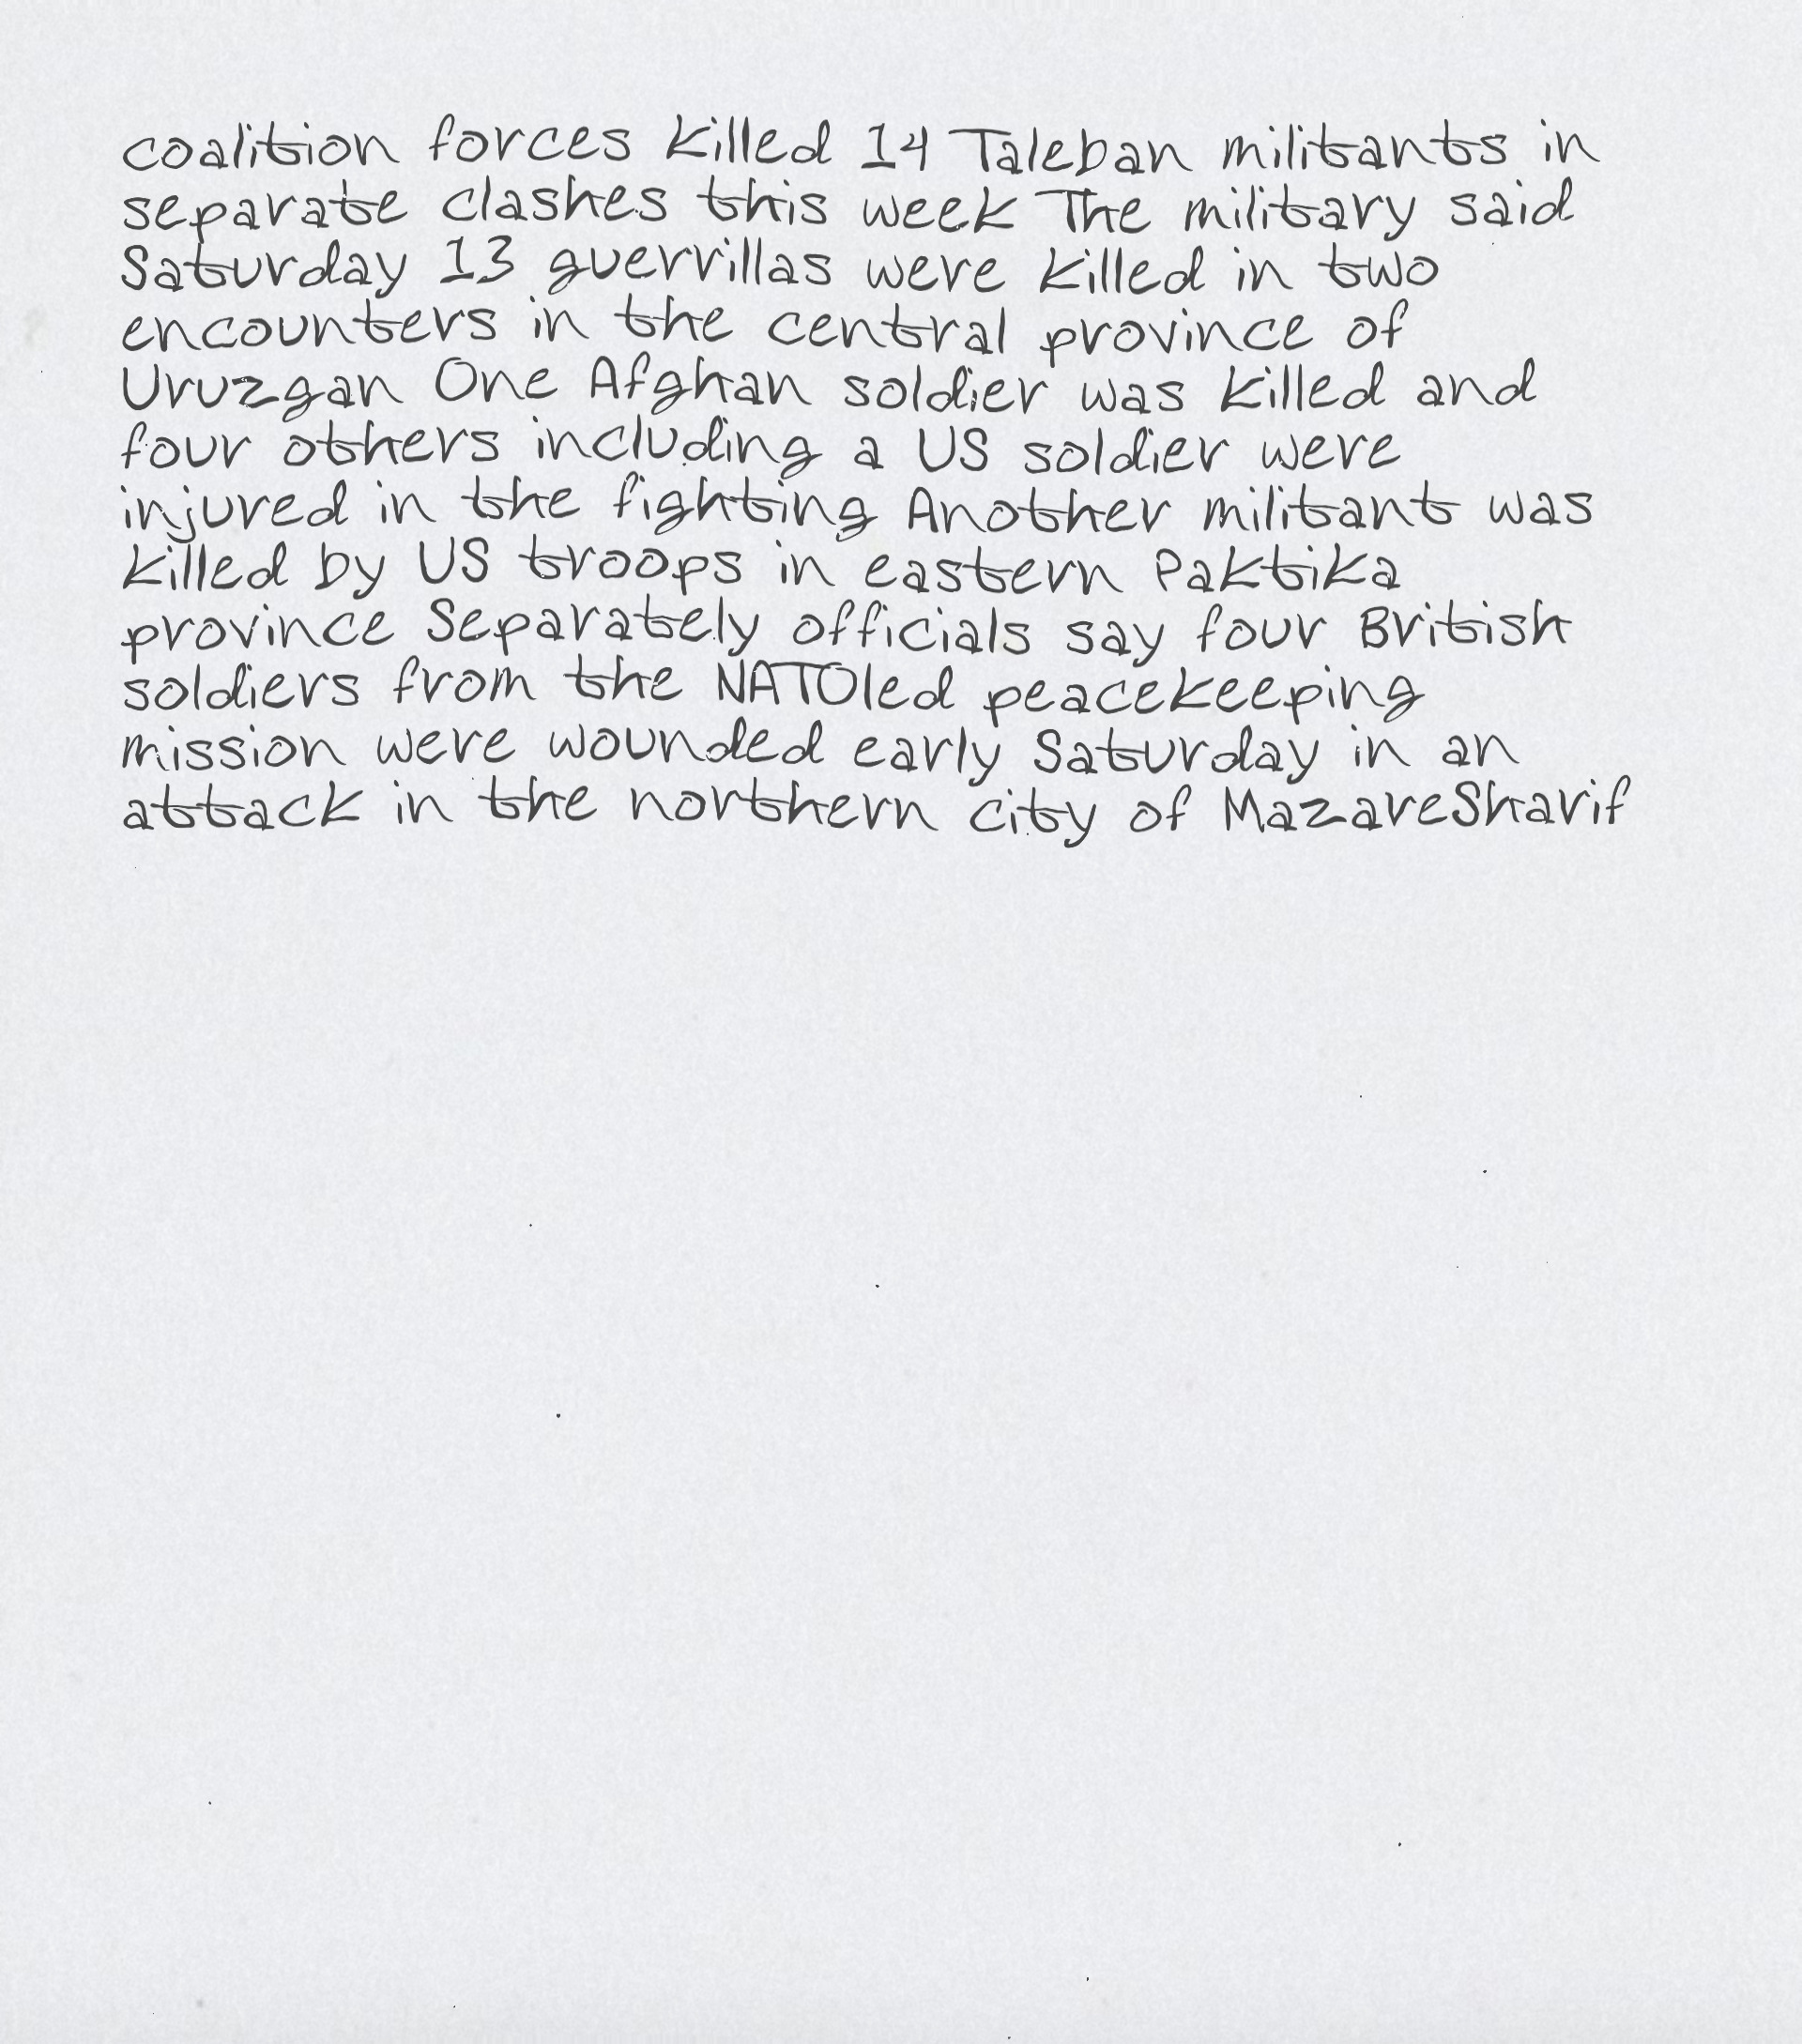 coalition forces killed 14 Taleban militants in
separate clashes this week The military said
Saturday 13 guerrillas were killed in two
encounters in the central province of
Uruzgan One Afghan soldier was killed and
four others including a US soldier were
injured in the fighting Another militant was
killed by US troops in eastern Paktika
province Separately officials say four British
soldiers from the NATOled peacekeeping
mission were wounded early Saturday in an
attack in the northern city of MazareSharif